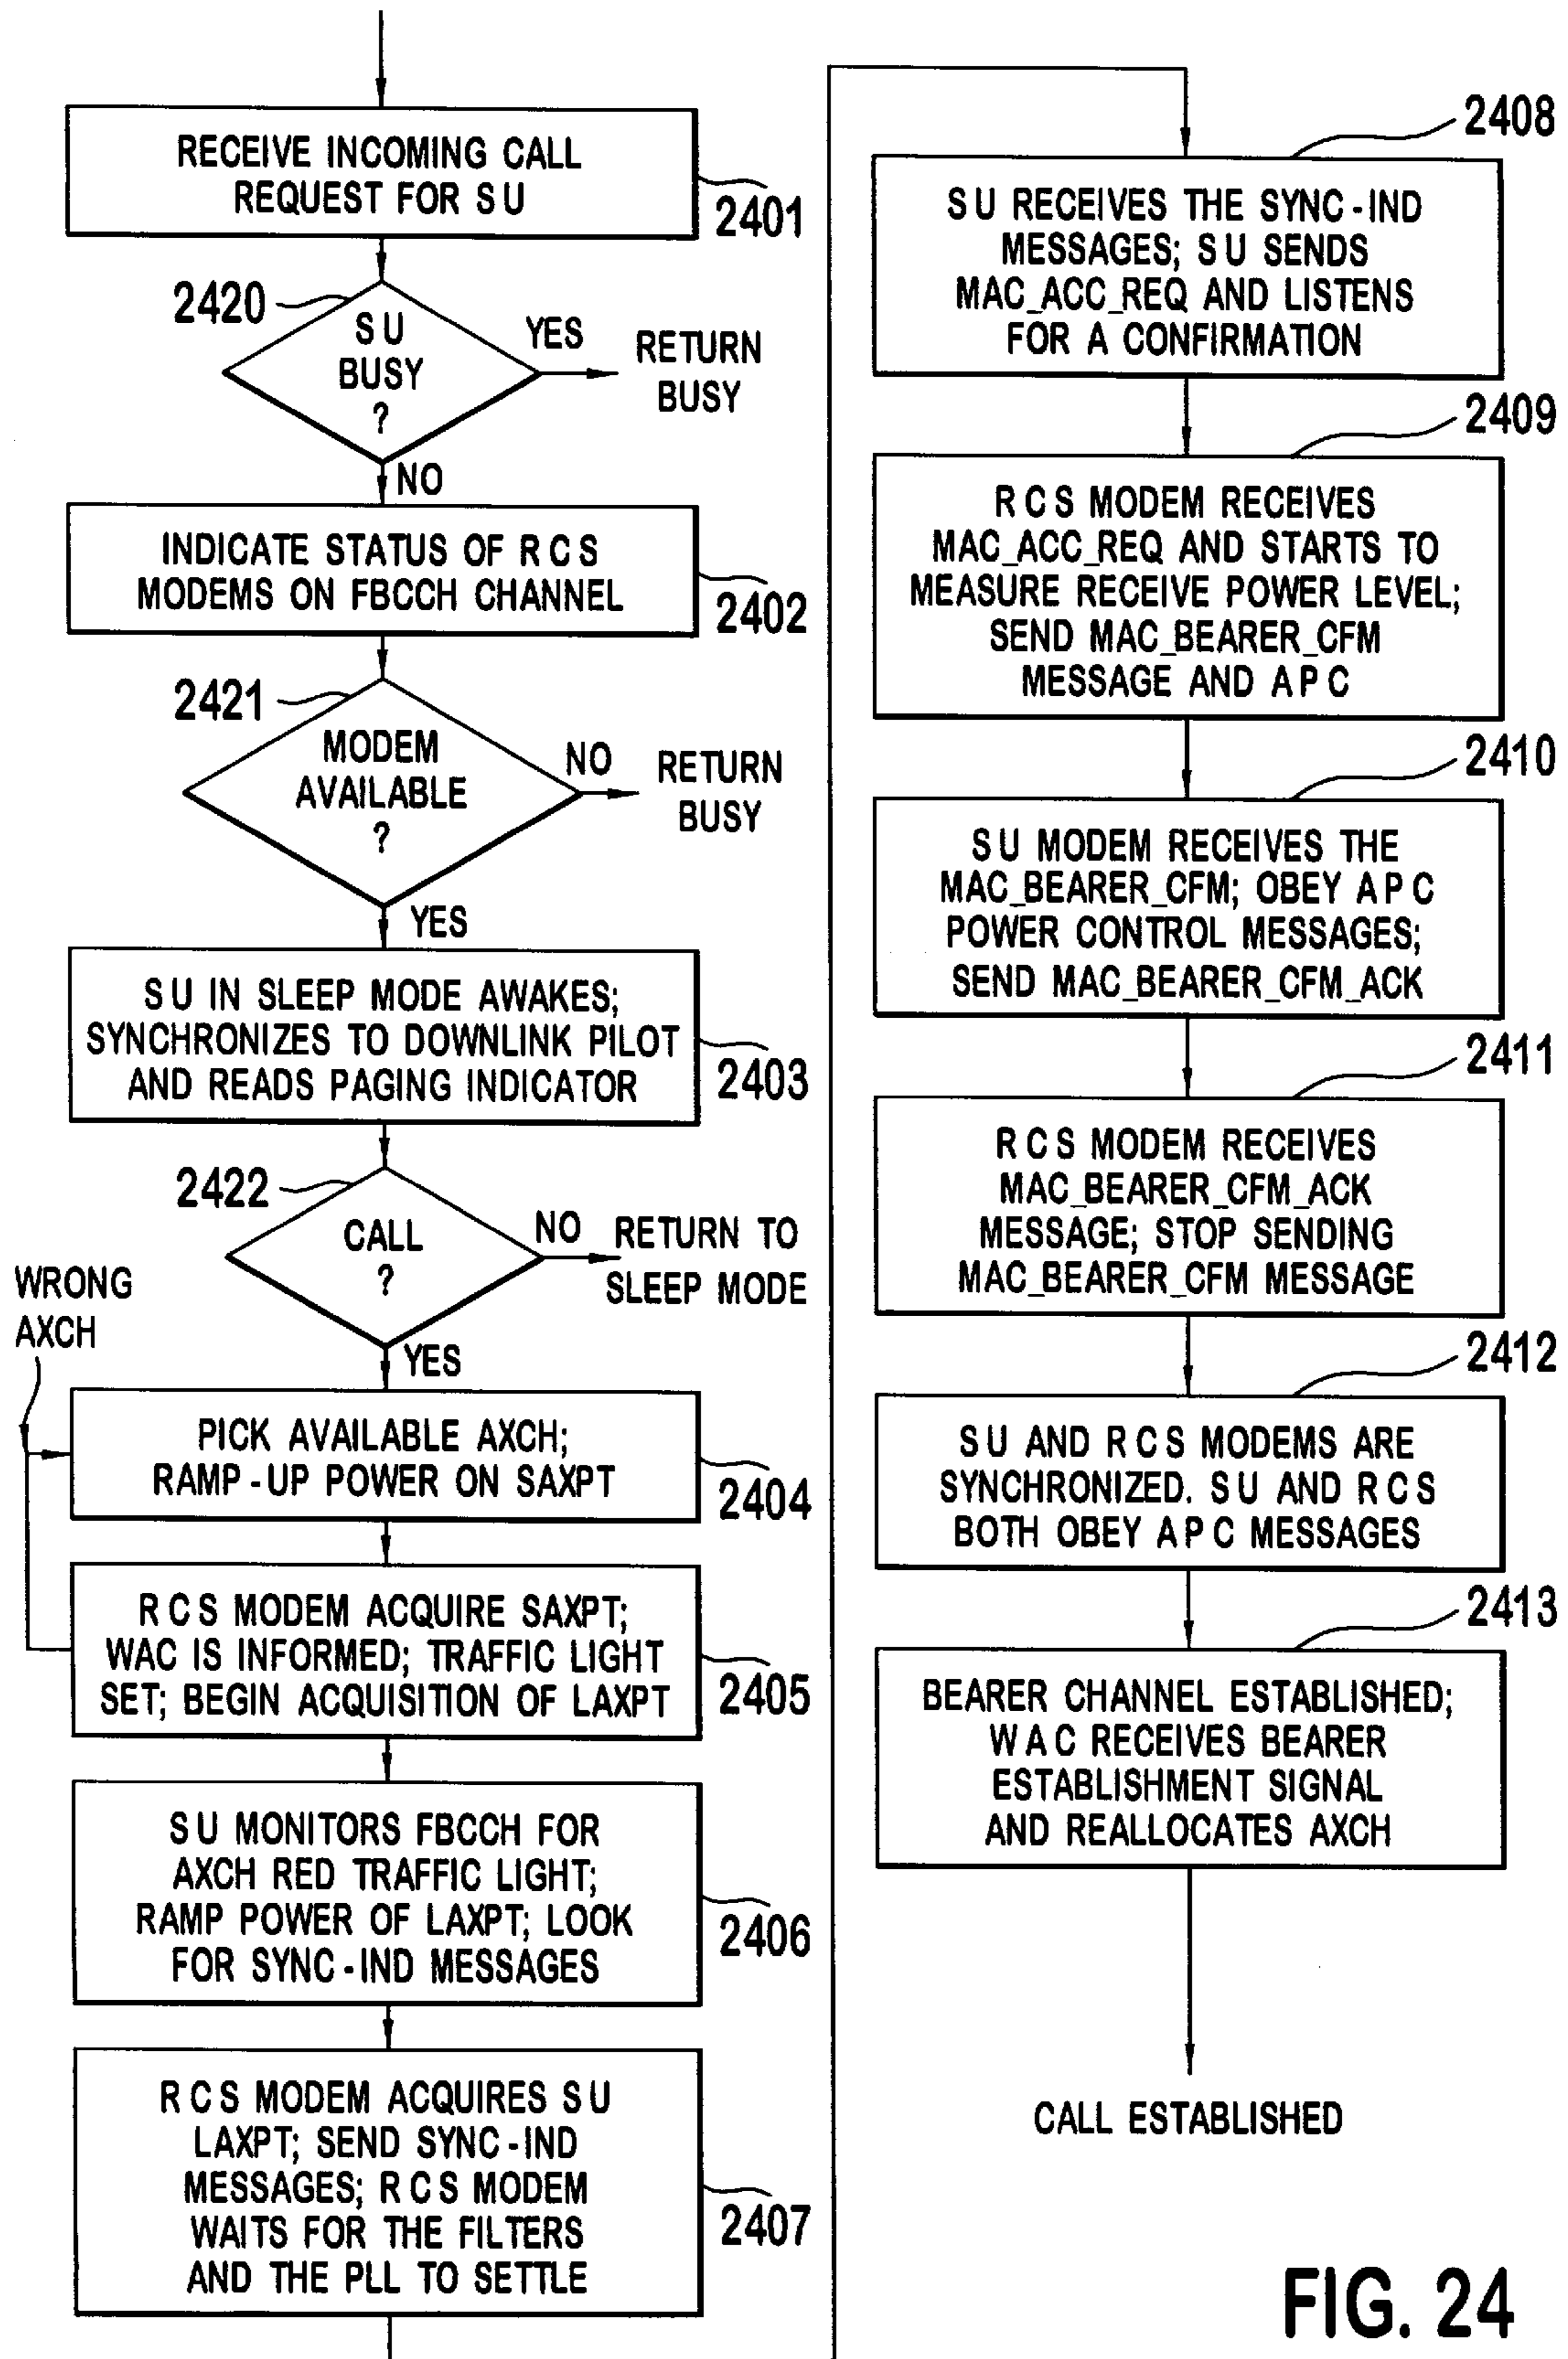 RECEIVE INCOMING CALL
REQUEST FOR SU
2401
2420
SU
BUSY
?
YES
RETURN
BUSY
NO
INDICATE STATUS OF RCS
MODEMS ON FBCCH CHANNEL
2402
2421
MODEM
AVAILABLE
?
NO
RETURN
BUSY
YES
SU IN SLEEP MODE AWAKES;
SYNCHRONIZES TO DOWNLINK PILOT
AND READS PAGING INDICATOR
2403
2422
CALL
?
NO
RETURN TO
SLEEP MODE
YES
WRONG
AXCH
PICK AVAILABLE AXCH;
RAMP-UP POWER ON SAXPT
2404
RCS MODEM ACQUIRE SAXPT;
WAC IS INFORMED; TRAFFIC LIGHT
SET; BEGIN ACQUISITION OF LAXPT
2405
SU MONITORS FBCCH FOR
AXCH RED TRAFFIC LIGHT;
RAMP POWER OF LAXPT; LOOK
FOR SYNC-IND MESSAGES
2406
RCS MODEM ACQUIRES SU
LAXPT; SEND SYNC-IND
MESSAGES; RCS MODEM
WAITS FOR THE FILTERS
AND THE PLL TO SETTLE
2407
2408
SU RECEIVES THE SYNC-IND
MESSAGES; SU SENDS
MAC_ACC_REQ AND LISTENS
FOR A CONFIRMATION
2409
RCS MODEM RECEIVES
MAC_ACC_REQ AND STARTS TO
MEASURE RECEIVE POWER LEVEL;
SEND MAC_BEARER_CFM
MESSAGE AND APC
2410
SU MODEM RECEIVES THE
MAC_BEARER_CFM; OBEY APC
POWER CONTROL MESSAGES;
SEND MAC_BEARER_CFM_ACK
2411
RCS MODEM RECEIVES
MAC_BEARER_CFM_ACK
MESSAGE; STOP SENDING
MAC_BEARER_CFM MESSAGE
2412
SU AND RCS MODEMS ARE
SYNCHRONIZED. SU AND RCS
BOTH OBEY APC MESSAGES
2413
BEARER CHANNEL ESTABLISHED;
WAC RECEIVES BEARER
ESTABLISHMENT SIGNAL
AND REALLOCATES AXCH
CALL ESTABLISHED
FIG. 24